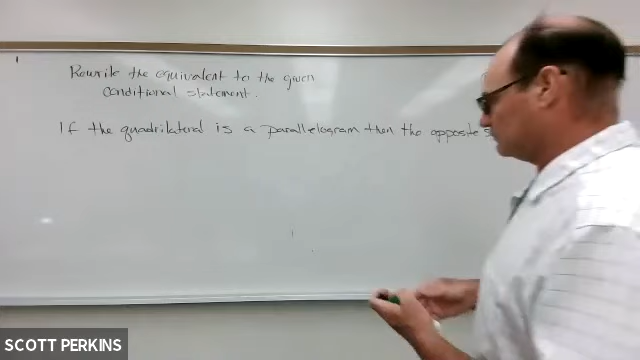 Rewrite the equivalent to the given
conditional statement.
If the quadrilateral is a parallelogram then the opposite s
SCOTT PERKINS